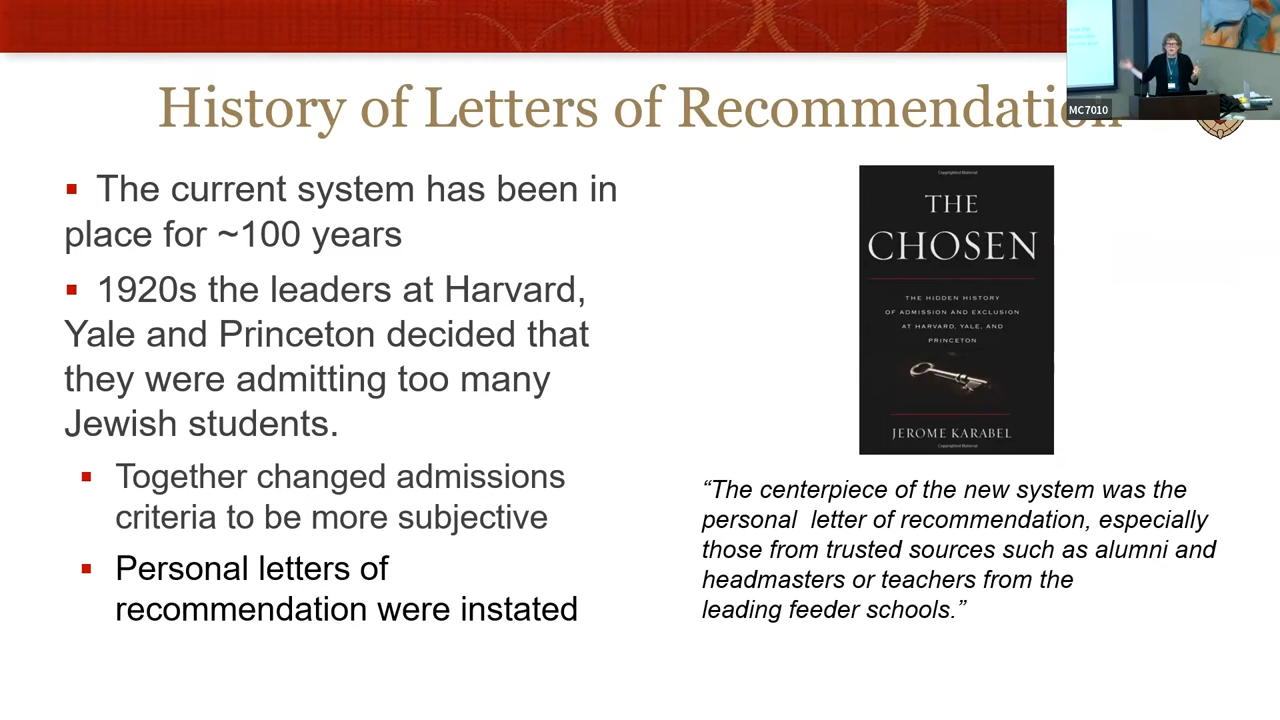 History of Letters of Recommendation
MC7010
▪ The current system has been in
place for ~100 years
▪ 1920s the leaders at Harvard,
Yale and Princeton decided that
they were admitting too many
Jewish students.
▪ Together changed admissions
criteria to be more subjective
▪ Personal letters of
recommendation were instated
Copyrighted Material
THE
CHOSEN
THE HIDDEN HISTORY
OF ADMISSION AND EXCLUSION
AT HARVARD, YALE, AND
PRINCETON
JEROME KARABEL
Copyrighted Material
“The centerpiece of the new system was the
personal letter of recommendation, especially
those from trusted sources such as alumni and
headmasters or teachers from the
leading feeder schools.”